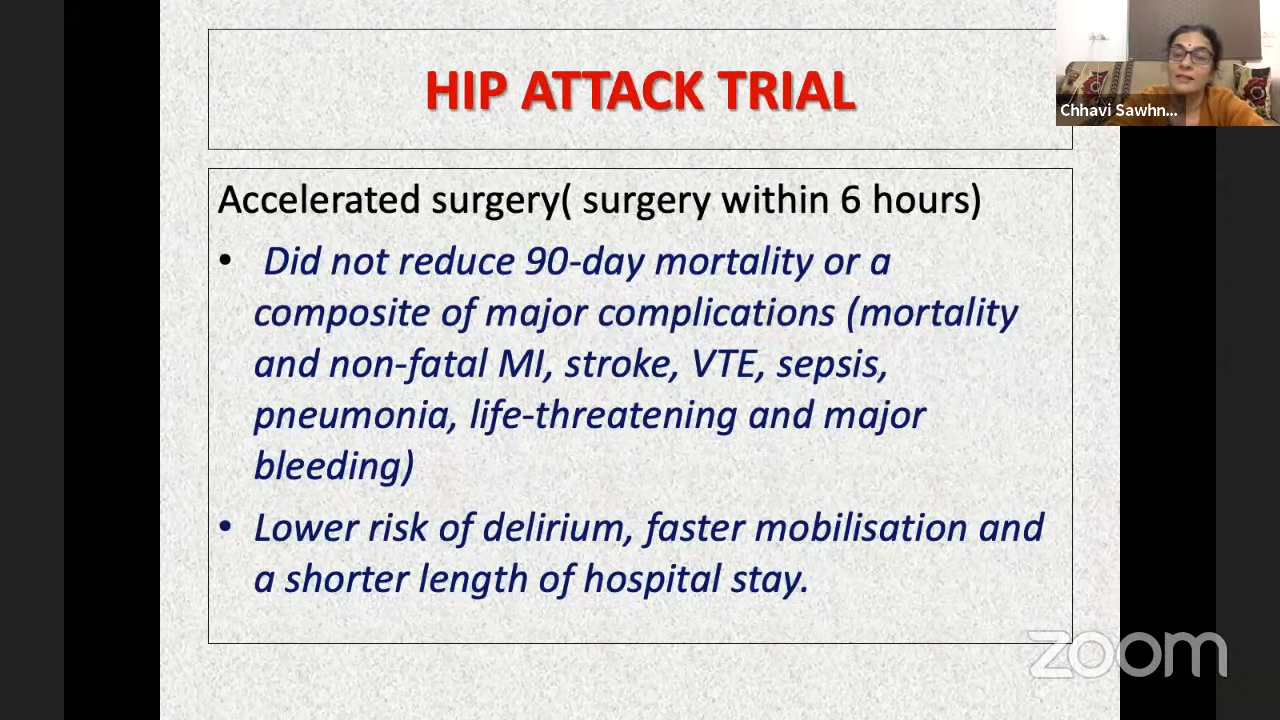 HIP ATTACK TRIAL
Chhavi Sawhn...
Accelerated surgery( surgery within 6 hours)
• Did not reduce 90-day mortality or a
composite of major complications (mortality
and non-fatal MI, stroke, VTE, sepsis,
pneumonia, life-threatening and major
bleeding)
• Lower risk of delirium, faster mobilisation and
a shorter length of hospital stay.
zoom